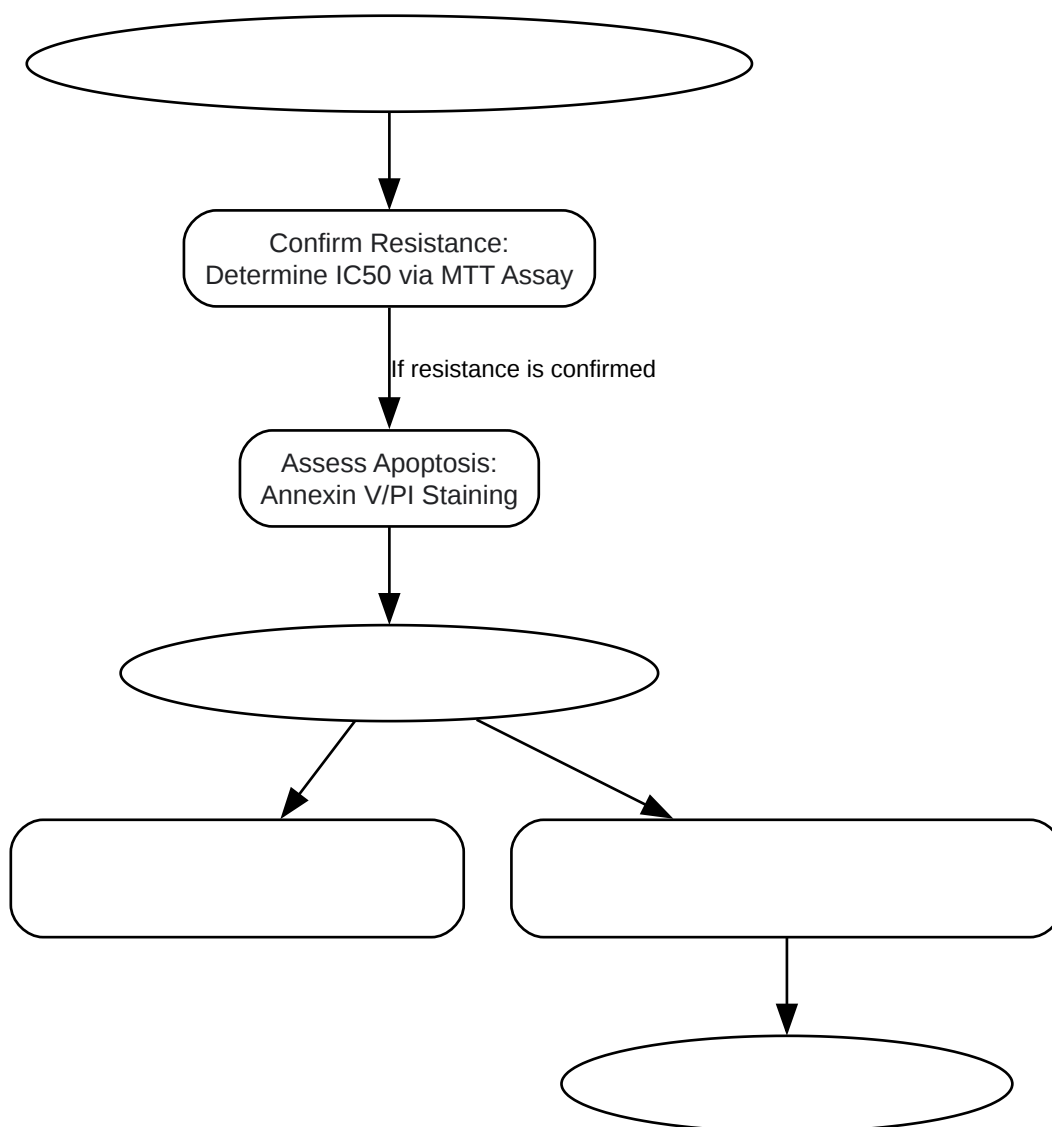 Confirm Resistance:
Determine IC50 via MTT Assay
If resistance is confirmed
Assess Apoptosis:
Annexin V/PI Staining